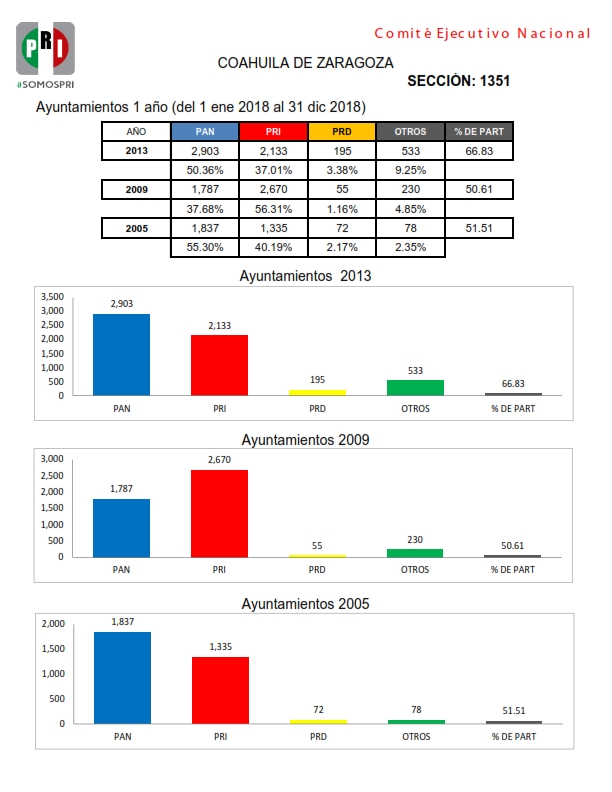 Comité Ejecutivo Nacional
PRI
#SOMOSPRI
COAHUILA DE ZARAGOZA
SECCIÓN: 1351
Ayuntamientos 1 año (del 1 ene 2018 al 31 dic 2018)
AÑO PAN PRI PRD OTROS % DE PART
2013 2,903 2,133 195 533 66.83
50.36% 37.01% 3.38% 9.25%
2009 1,787 2,670 55 230 50.61
37.68% 56.31% 1.16% 4.85%
2005 1,837 1,335 72 78 51.51
55.30% 40.19% 2.17% 2.35%
Ayuntamientos 2013
3,500
3,000
2,500
2,000
1,500
1,000
500
0
2,903 2,133 195 533 66.83
PAN PRI PRD OTROS % DE PART
Ayuntamientos 2009
3,000
2,500
2,000
1,500
1,000
500
0
1,787 2,670 55 230 50.61
PAN PRI PRD OTROS % DE PART
Ayuntamientos 2005
2,000
1,500
1,000
500
0
1,837 1,335 72 78 51.51
PAN PRI PRD OTROS % DE PART